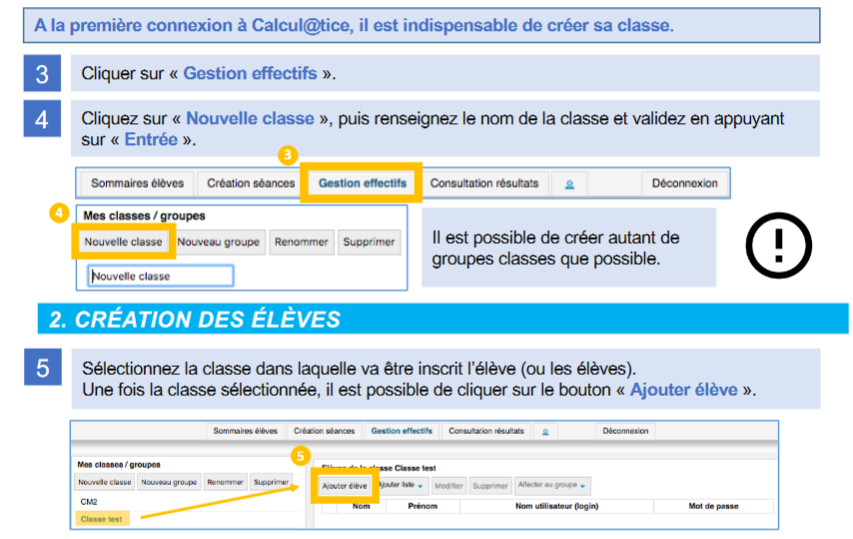 A la première connexion à Calcul@tice, il est indispensable de créer sa classe.
3 Cliquer sur « Gestion effectifs ».
4 Cliquez sur « Nouvelle classe », puis renseignez le nom de la classe et validez en appuyant
sur « Entrée ».
3
Sommaires élèves Création séances Gestion effectifs Consultation résultats Déconnexion
4 Mes classes / groupes
Nouvelle classe Nouveau groupe Renommer Supprimer
Nouvelle classe
Il est possible de créer autant de
groupes classes que possible.
2. CRÉATION DES ÉLÈVES
5 Sélectionnez la classe dans laquelle va être inscrit l'élève (ou les élèves).
Une fois la classe sélectionnée, il est possible de cliquer sur le bouton « Ajouter élève ».
Sommaires élèves Création séances Gestion effectifs Consultation résultats Déconnexion
5
Mes classes / groupes Elèves de la classe Classe test
Nouvelle classe Nouveau groupe Renommer Supprimer Ajouter élève Ajouter liste Modifier Supprimer Affecter au groupe
CM2 Nom Prénom Nom utilisateur (login) Mot de passe
Classe test